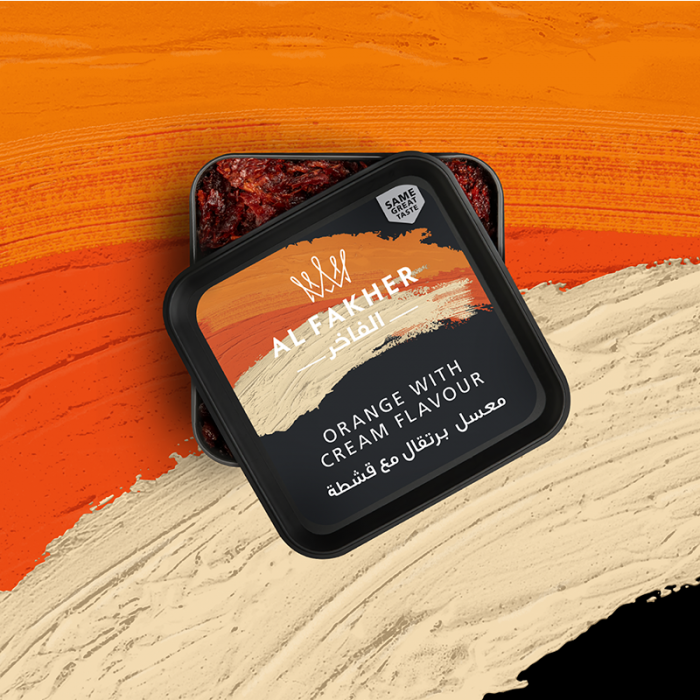 SAME
GREAT
TASTE
AL FAKHER
الفاخر
ORANGE WITH
CREAM FLAVOUR
معسل برتقال مع قشطة